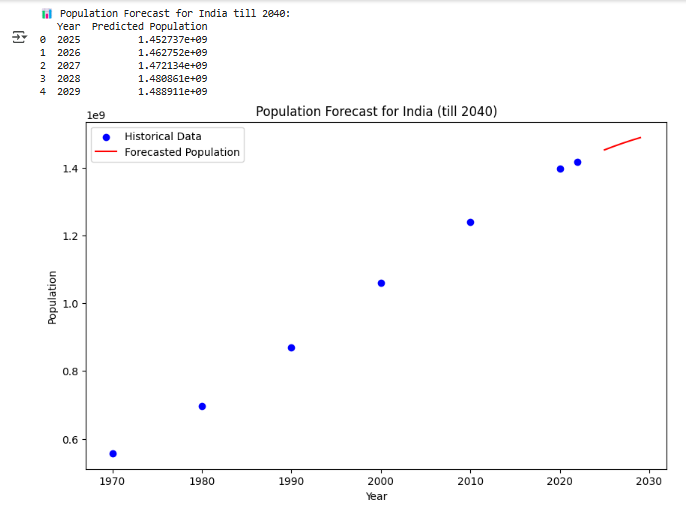 📊 Population Forecast for India till 2040:
Year Predicted Population
0 2025 1.452737e+09
1 2026 1.462752e+09
2 2027 1.472134e+09
3 2028 1.480861e+09
4 2029 1.488911e+09
Population Forecast for India (till 2040)
1e9
Historical Data
Forecasted Population
1.4
1.2
1.0
0.8
0.6
Population
1970 1980 1990 2000 2010 2020 2030
Year